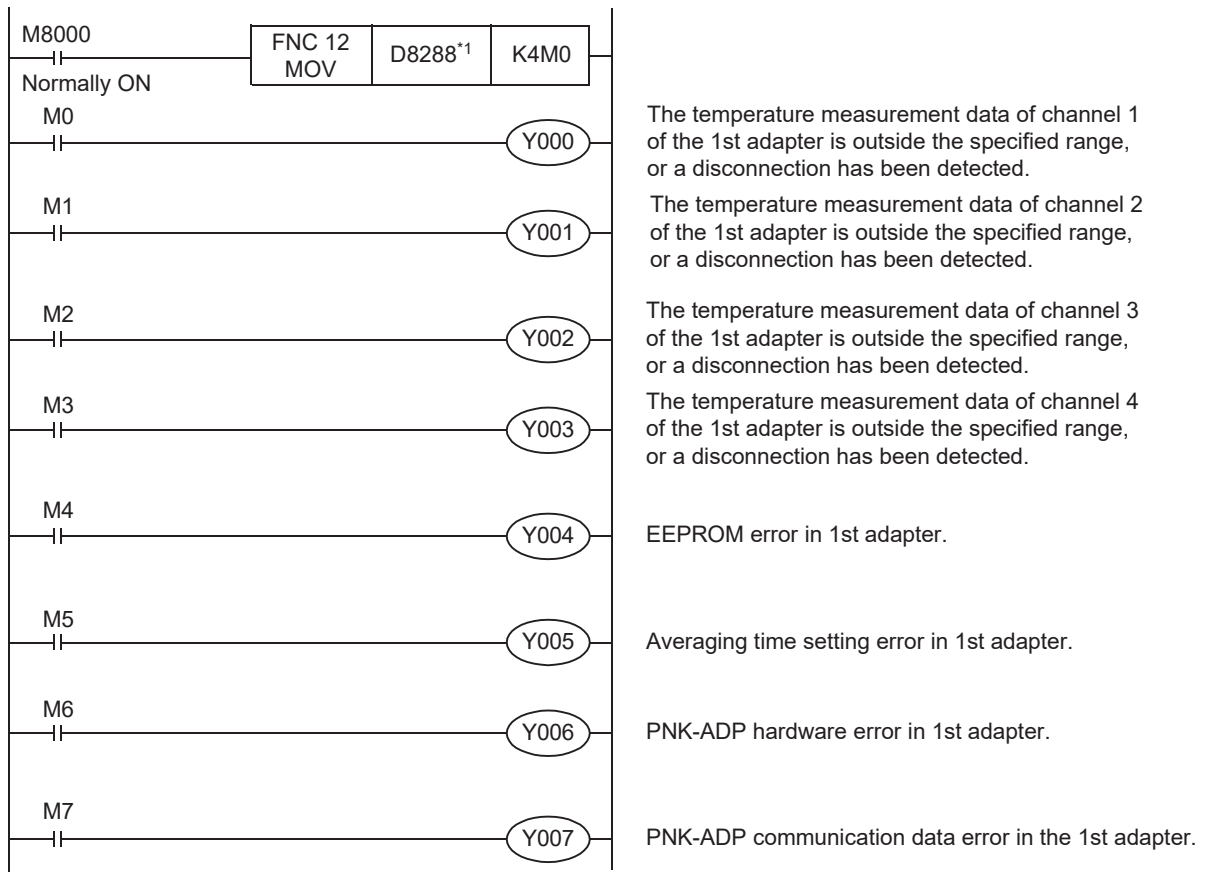 M8000
FNC 12
MOV
D8288*1
K4M0
Normally ON
M0
Y000
The temperature measurement data of channel 1
of the 1st adapter is outside the specified range,
or a disconnection has been detected.
M1
Y001
The temperature measurement data of channel 2
of the 1st adapter is outside the specified range,
or a disconnection has been detected.
M2
Y002
The temperature measurement data of channel 3
of the 1st adapter is outside the specified range,
or a disconnection has been detected.
M3
Y003
The temperature measurement data of channel 4
of the 1st adapter is outside the specified range,
or a disconnection has been detected.
M4
Y004
EEPROM error in 1st adapter.
M5
Y005
Averaging time setting error in 1st adapter.
M6
Y006
PNK-ADP hardware error in 1st adapter.
M7
Y007
PNK-ADP communication data error in the 1st adapter.